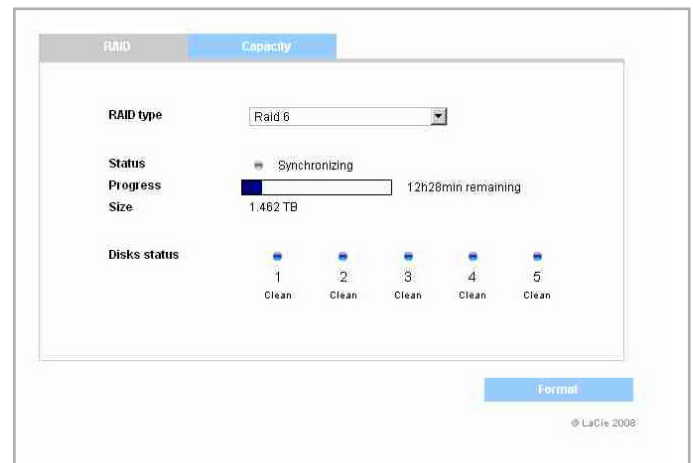 RAID Capacity
RAID type Raid 6
Status Synchronizing
Progress 12h28min remaining
Size 1.462 TB
Disks status
1 2 3 4 5
Clean Clean Clean Clean Clean
Format
© LaCie 2008